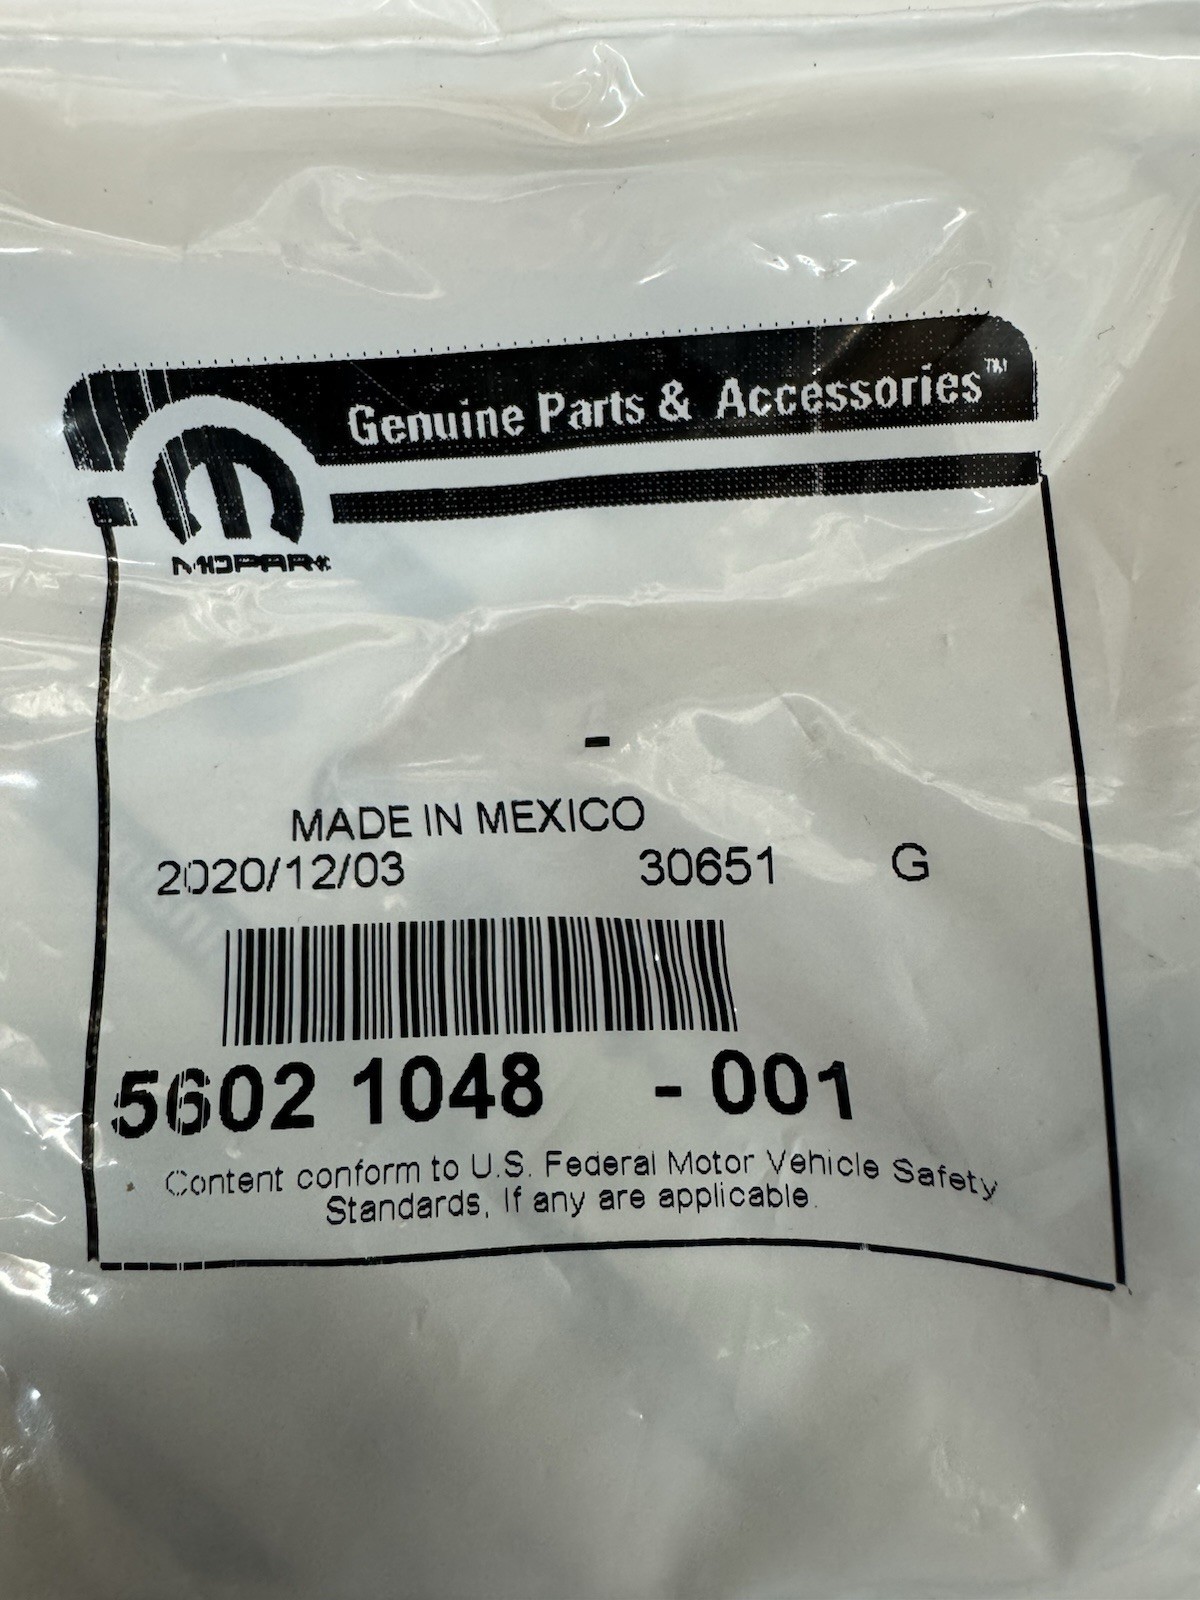 Genuine Parts & Accessories™
MOPAR
-
MADE IN MEXICO
2020/12/03 30651 G
5602 1048 -001
Content conform to U.S. Federal Motor Vehicle Safety
Standards, If any are applicable.